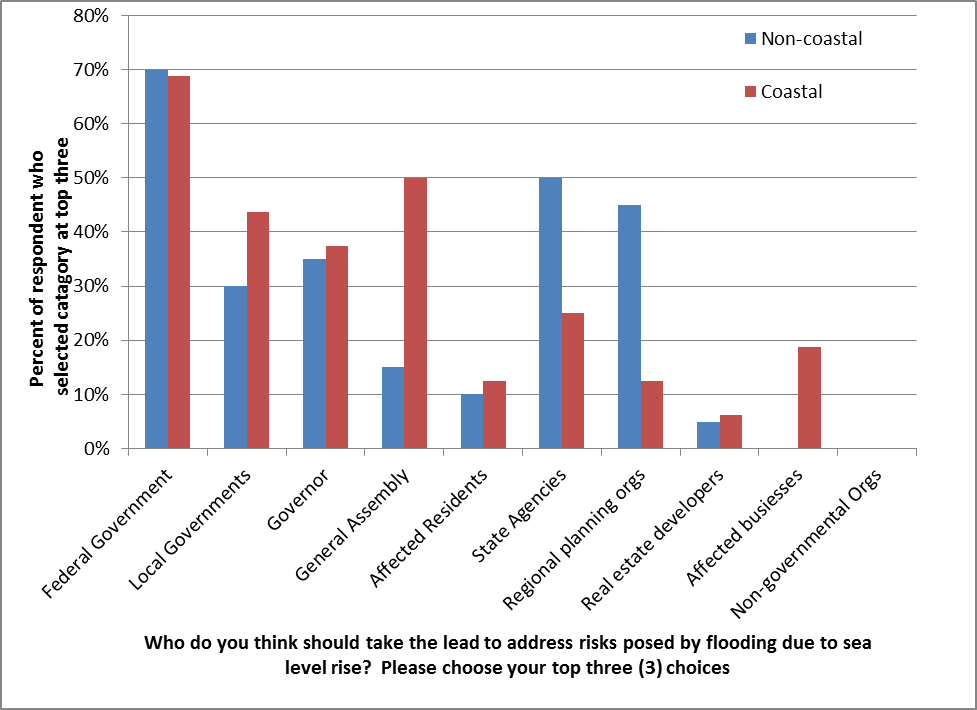 80%
70%
60%
50%
40%
30%
20%
10%
0%
Percent of respondent who
selected catagory at top three
Non-coastal
Coastal
Federal Government
Local Governments
Governor
General Assembly
Affected Residents
State Agencies
Regional planning orgs
Real estate developers
Affected busiesses
Non-governmental Orgs
Who do you think should take the lead to address risks posed by flooding due to sea
level rise?  Please choose your top three (3) choices